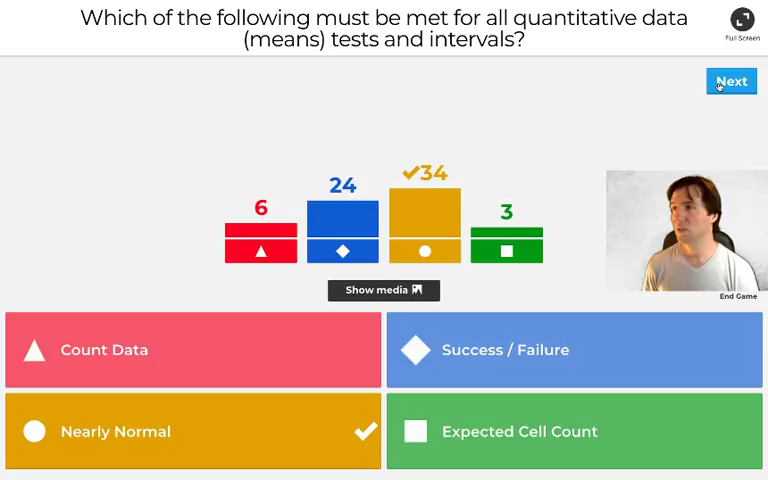 Which of the following must be met for all quantitative data
(means) tests and intervals?
Full Screen
Next
6
24
34
3
Show media
End Game
Count Data
Success / Failure
Nearly Normal
Expected Cell Count